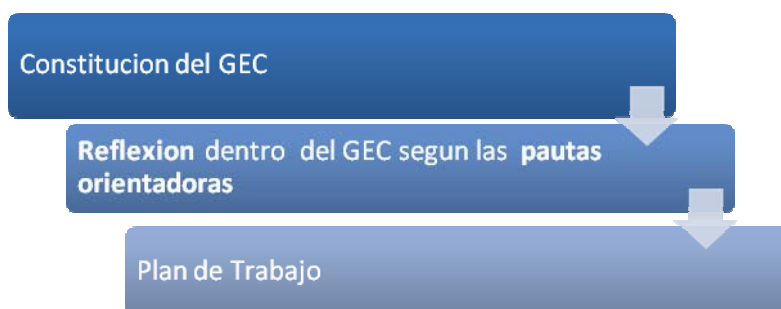 Constitucion del GEC
Reflexion dentro del GEC segun las pautas
orientadoras
Plan de Trabajo